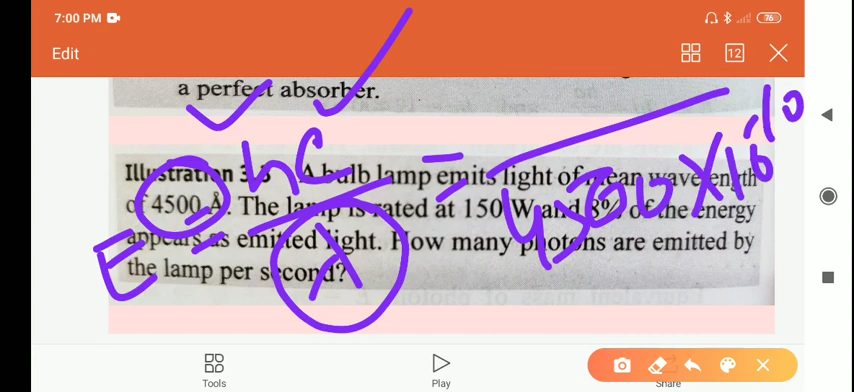 7:00 PM
76
Edit
12
a perfect absorber.
Illustration 3.3 A bulb lamp emits light of mean wavelength
of 4500 Å. The lamp is rated at 150 W and 8% of the energy
appears as emitted light. How many photons are emitted by
the lamp per second?
E = hc / λ = 4500 X 10 -10
Tools
Play
Share